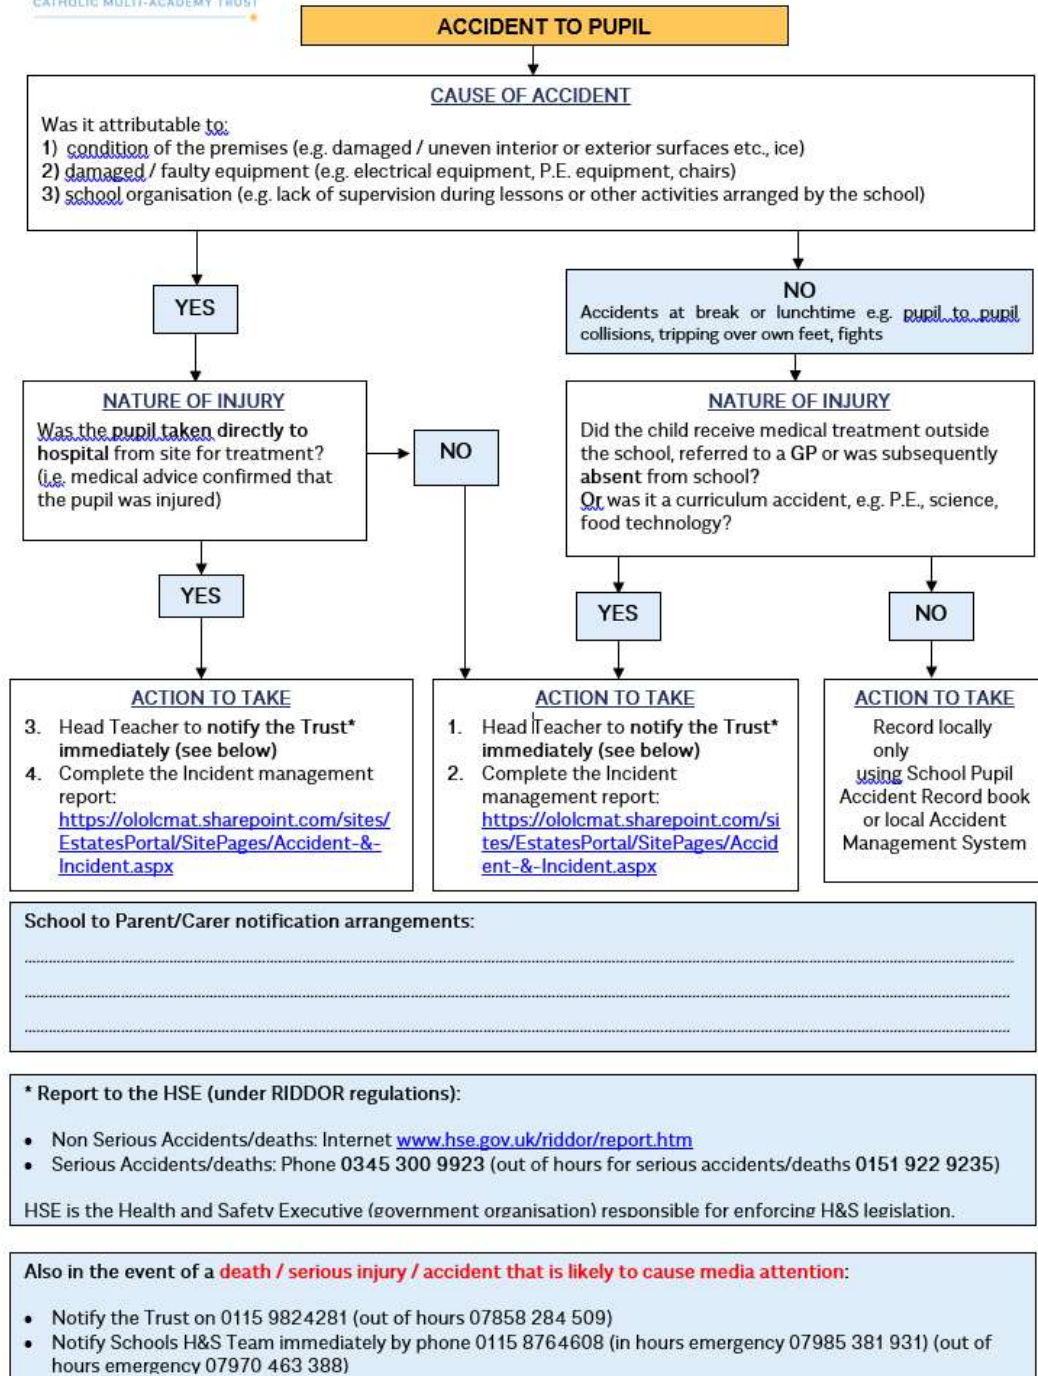 CATHOLIC MULTI-ACADEMY TRUST
ACCIDENT TO PUPIL
CAUSE OF ACCIDENT
Was it attributable to:
1) condition of the premises (e.g. damaged / uneven interior or exterior surfaces etc., ice)
2) damaged / faulty equipment (e.g. electrical equipment, P.E. equipment, chairs)
3) school organisation (e.g. lack of supervision during lessons or other activities arranged by the school)
YES
NO
Accidents at break or lunchtime e.g. pupil to pupil
collisions, tripping over own feet, fights
NATURE OF INJURY
Was the pupil taken directly to
hospital from site for treatment?
(i.e. medical advice confirmed that
the pupil was injured)
NO
NATURE OF INJURY
Did the child receive medical treatment outside
the school, referred to a GP or was subsequently
absent from school?
Or was it a curriculum accident, e.g. P.E., science,
food technology?
YES
YES
NO
ACTION TO TAKE
3. Head Teacher to notify the Trust*
immediately (see below)
4. Complete the Incident management
report:
https://ololcmat.sharepoint.com/sites/
EstatesPortal/SitePages/Accident-&-
Incident.aspx
ACTION TO TAKE
1. Head Teacher to notify the Trust*
immediately (see below)
2. Complete the Incident
management report:
https://ololcmat.sharepoint.com/si
tes/EstatesPortal/SitePages/Accid
ent-&-Incident.aspx
ACTION TO TAKE
Record locally
only
using School Pupil
Accident Record book
or local Accident
Management System
School to Parent/Carer notification arrangements:
* Report to the HSE (under RIDDOR regulations):
• Non Serious Accidents/deaths: Internet www.hse.gov.uk/riddor/report.htm
• Serious Accidents/deaths: Phone 0345 300 9923 (out of hours for serious accidents/deaths 0151 922 9235)
HSE is the Health and Safety Executive (government organisation) responsible for enforcing H&S legislation.
Also in the event of a death / serious injury / accident that is likely to cause media attention:
• Notify the Trust on 0115 9824281 (out of hours 07858 284 509)
• Notify Schools H&S Team immediately by phone 0115 8764608 (in hours emergency 07985 381 931) (out of
hours emergency 07970 463 388)